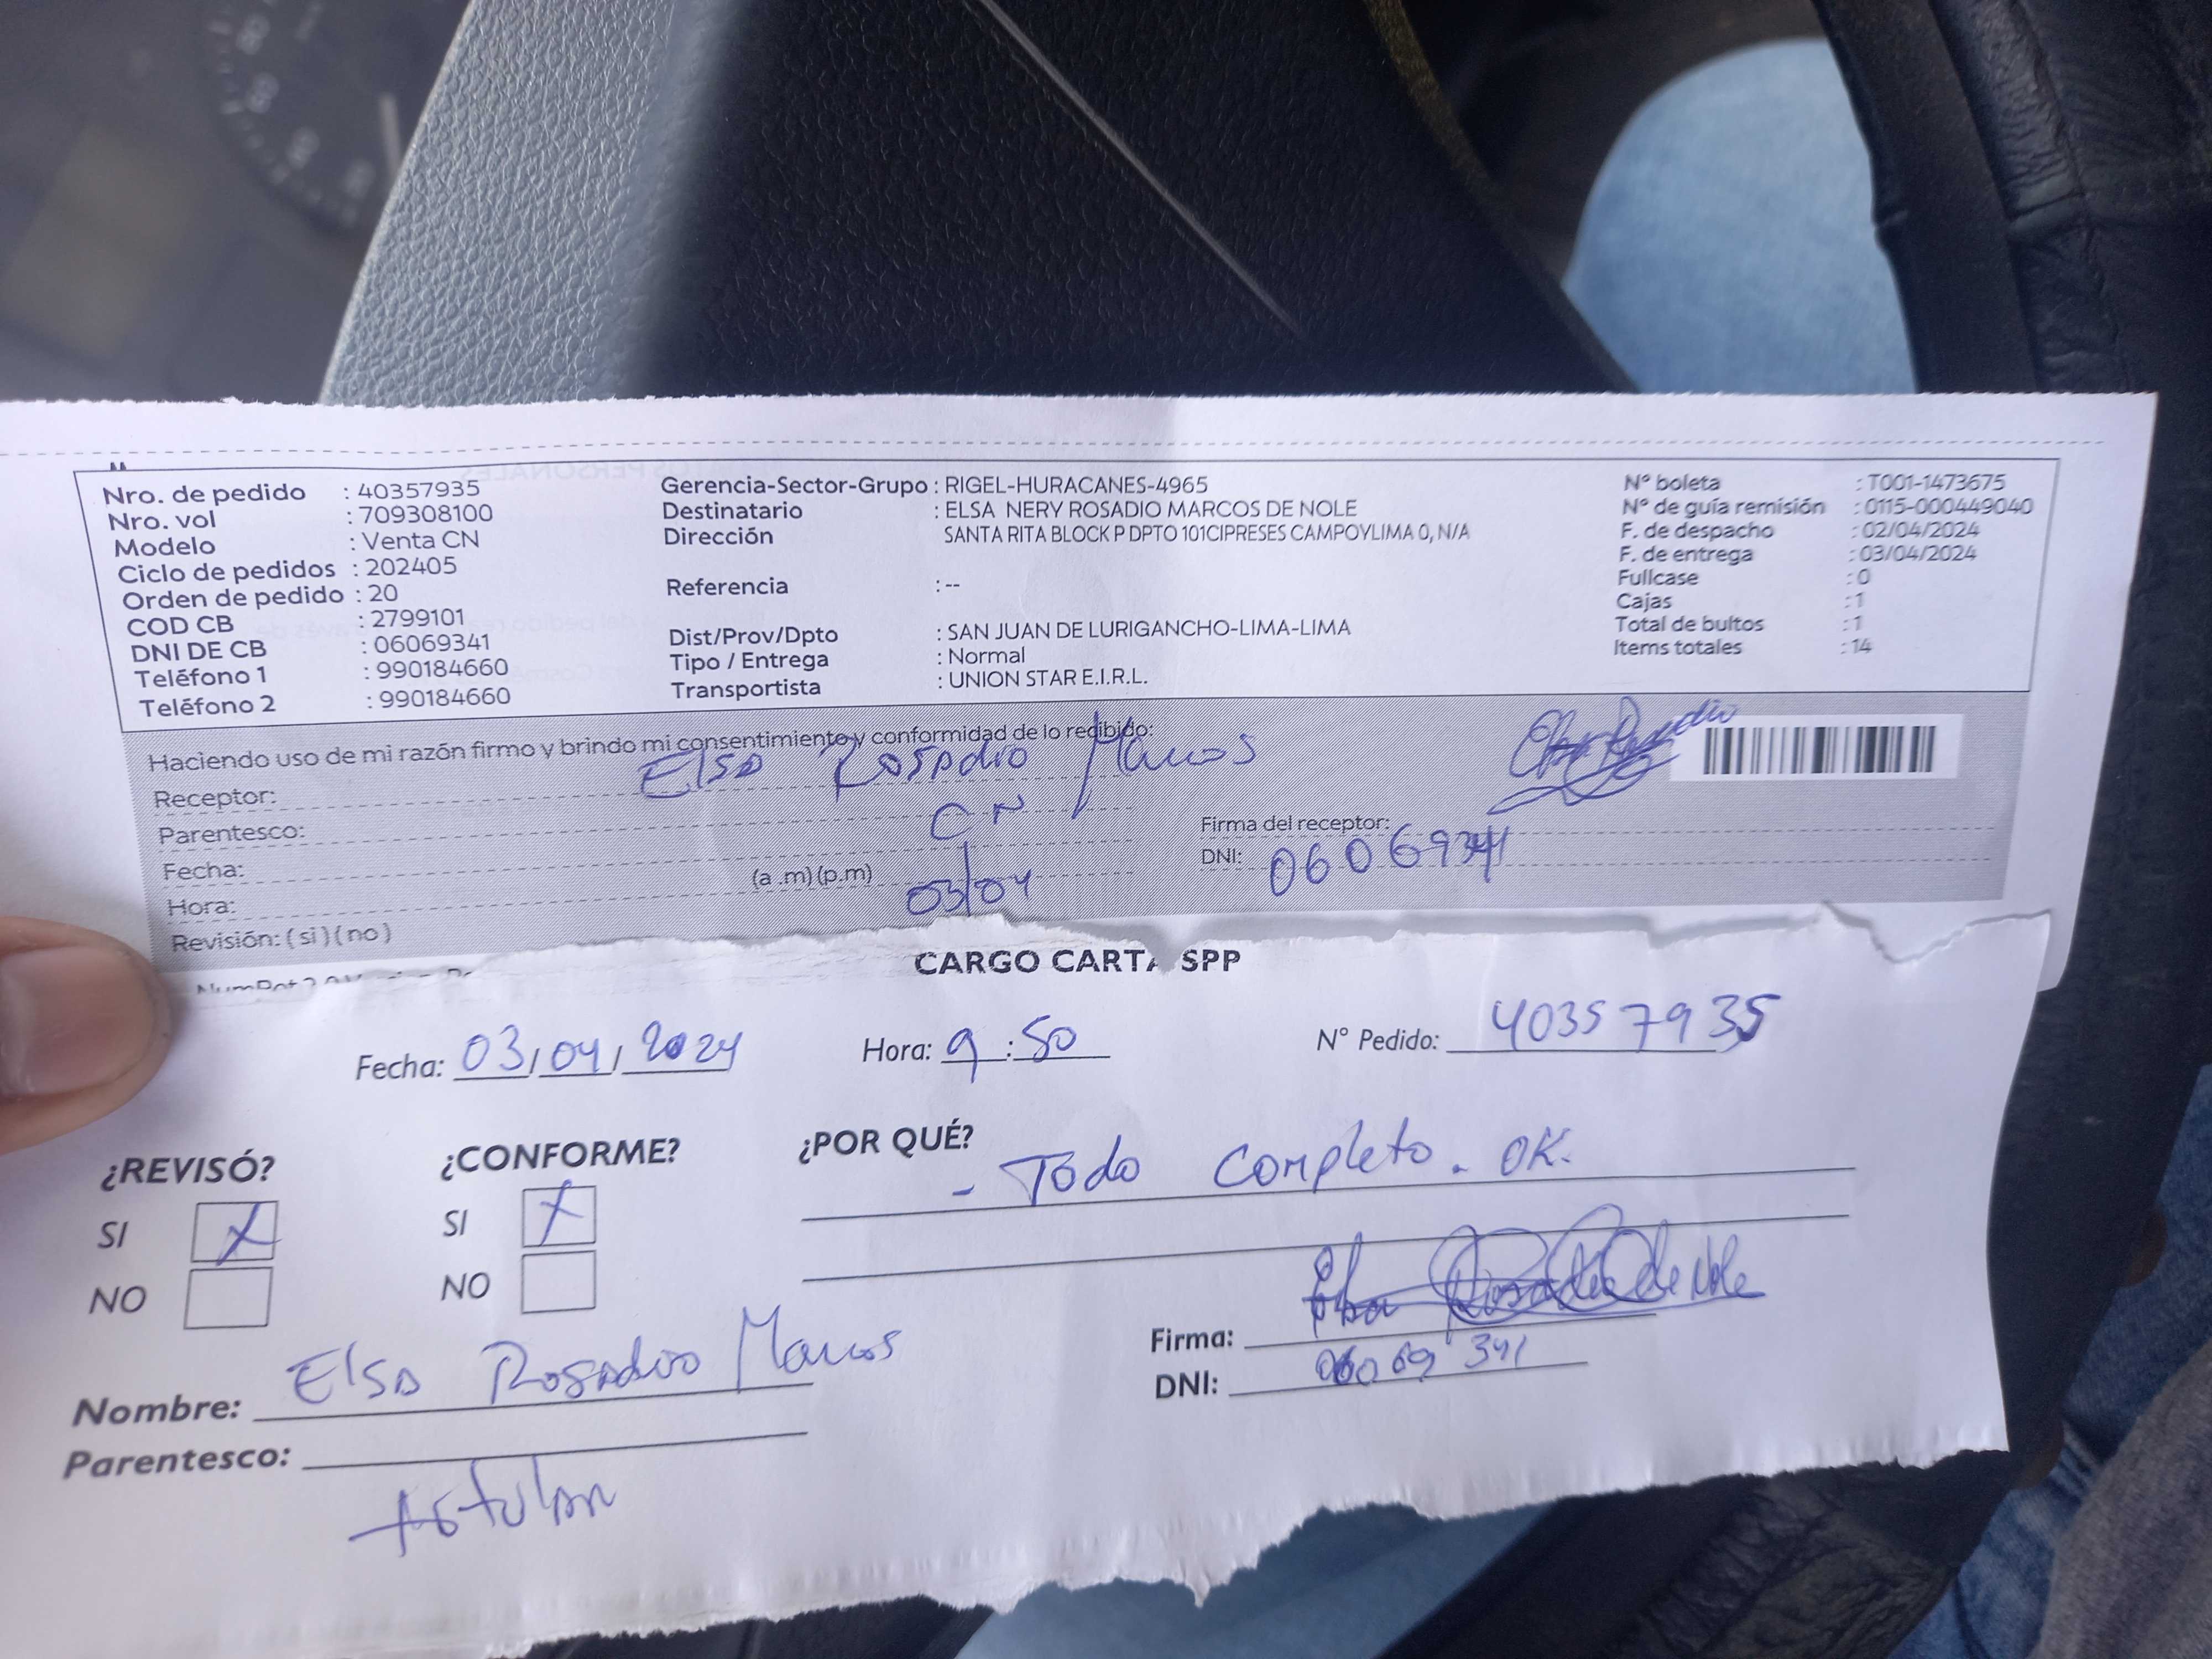 Nro. de pedido : 40357935
Nro. vol : 709308100
Modelo : Venta CN
Ciclo de pedidos : 202405
Orden de pedido : 20
COD CB : 2799101
DNI DE CB : 06069341
Teléfono 1 : 990184660
Teléfono 2 : 990184660
Gerencia-Sector-Grupo : RIGEL-HURACANES-4965
Destinatario : ELSA NERY ROSADIO MARCOS DE NOLE
Dirección SANTA RITA BLOCK P DPTO 101CIPRESES CAMPOYLIMA 0, N/A
Referencia : --
Dist/Prov/Dpto : SAN JUAN DE LURIGANCHO-LIMA-LIMA
Tipo / Entrega : Normal
Transportista : UNION STAR E.I.R.L.
N° boleta : T001-1473675
N° de guía remisión : 0115-000449040
F. de despacho : 02/04/2024
F. de entrega : 03/04/2024
Fullcase : 0
Cajas : 1
Total de bultos : 1
Items totales : 14
Haciendo uso de mi razón firmo y brindo mi consentimiento y conformidad de lo recibido:
Receptor: Elsa Rosadio Marcos
Parentesco: CN
Fecha: 03/04
Hora: (a .m) (p.m)
Revisión: ( si ) ( no )
Firma del receptor: Elsa Rosadio
DNI: 06069341
CARGO CARTA SPP
Fecha: 03/04/2024 Hora: 9:50 N° Pedido: 40357935
¿REVISÓ? ¿CONFORME? ¿POR QUÉ?
- Todo Completo. OK.
SI X SI X
NO NO
Nombre: Elsa Rosadio Marcos
Parentesco:
Firma: Elsa Rosadio de Nole
DNI: 06069341